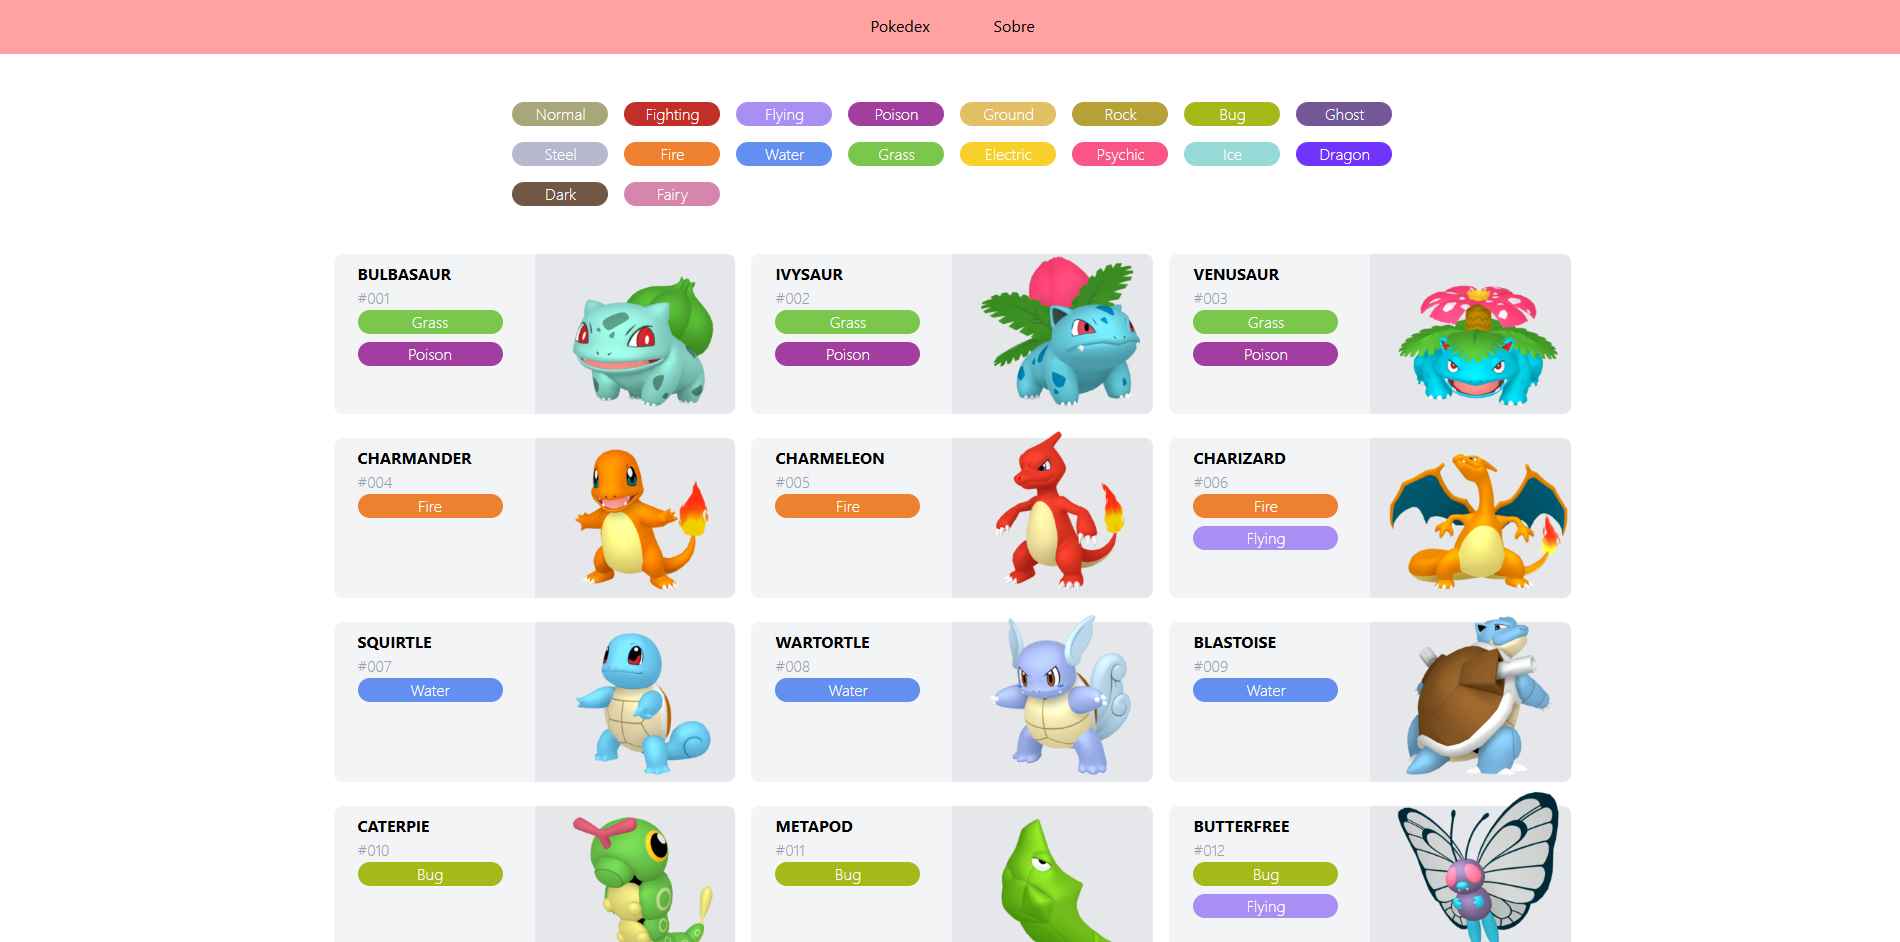 Pokedex Sobre
Normal Fighting Flying Poison Ground Rock Bug Ghost
Steel Fire Water Grass Electric Psychic Ice Dragon
Dark Fairy
BULBASAUR
#001
Grass
Poison
IVYSAUR
#002
Grass
Poison
VENUSAUR
#003
Grass
Poison
CHARMANDER
#004
Fire
CHARMELEON
#005
Fire
CHARIZARD
#006
Fire
Flying
SQUIRTLE
#007
Water
WARTORTLE
#008
Water
BLASTOISE
#009
Water
CATERPIE
#010
Bug
METAPOD
#011
Bug
BUTTERFREE
#012
Bug
Flying